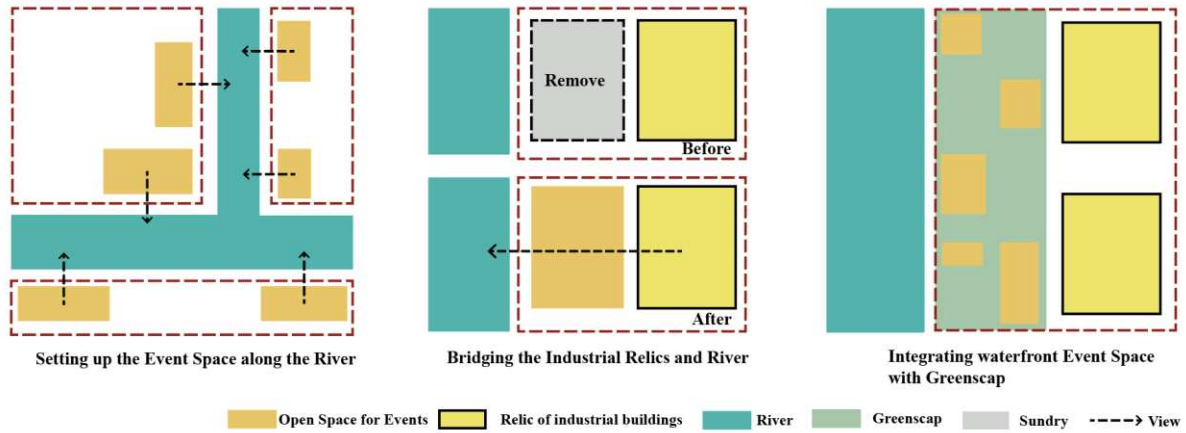 Remove
Before
After
Setting up the Event Space along the River
Bridging the Industrial Relics and River
Integrating waterfront Event Space
with Greenscap
Open Space for Events
Relic of industrial buildings
River
Greenscap
Sundry
View